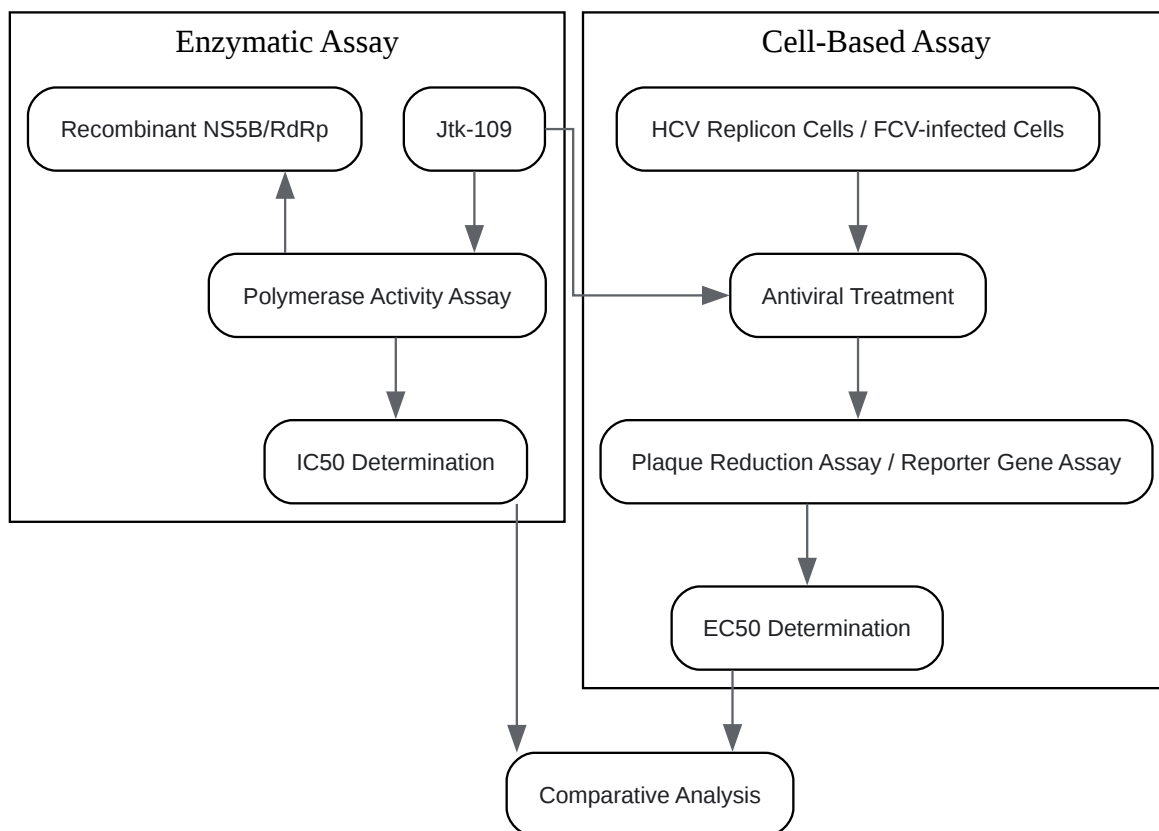 Enzymatic Assay
Recombinant NS5B/RdRp
Jtk-109
Polymerase Activity Assay
IC50 Determination
Cell-Based Assay
HCV Replicon Cells / FCV-infected Cells
Antiviral Treatment
Plaque Reduction Assay / Reporter Gene Assay
EC50 Determination
Comparative Analysis